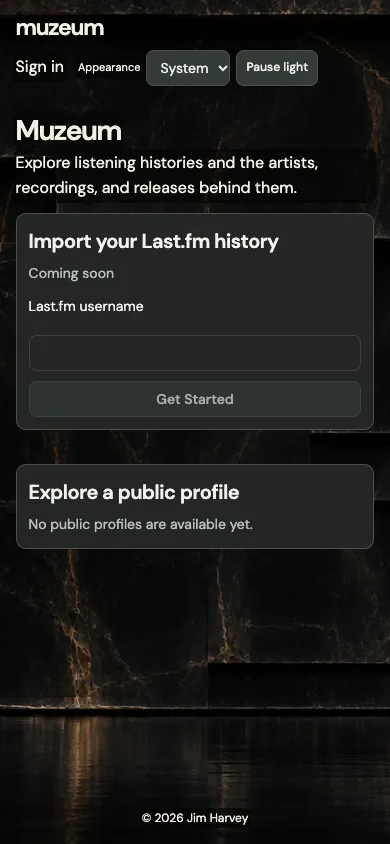 muzeum
Sign in Appearance System Pause light
Muzeum
Explore listening histories and the artists,
recordings, and releases behind them.
Import your Last.fm history
Coming soon
Last.fm username
Get Started
Explore a public profile
No public profiles are available yet.
© 2026 Jim Harvey